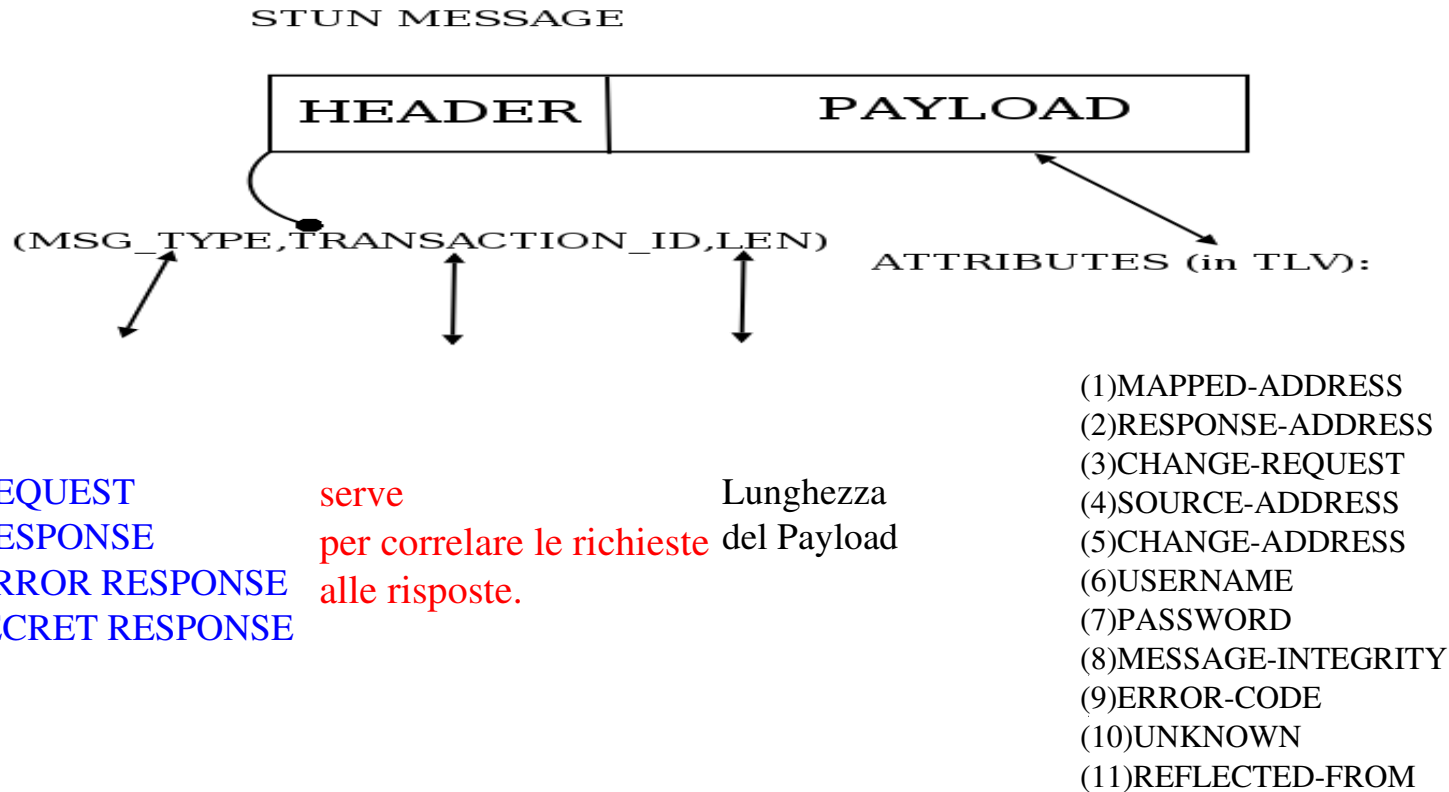 STUN MESSAGE
HEADER
PAYLOAD
(MSG_TYPE,TRANSACTION_ID,LEN)
ATTRIBUTES (in TLV):
EQUEST
ESPONSE
RROR RESPONSE
ECRET RESPONSE
serve
per correlare le richieste
alle risposte.
Lunghezza
del Payload
(1)MAPPED-ADDRESS
(2)RESPONSE-ADDRESS
(3)CHANGE-REQUEST
(4)SOURCE-ADDRESS
(5)CHANGE-ADDRESS
(6)USERNAME
(7)PASSWORD
(8)MESSAGE-INTEGRITY
(9)ERROR-CODE
(10)UNKNOWN
(11)REFLECTED-FROM